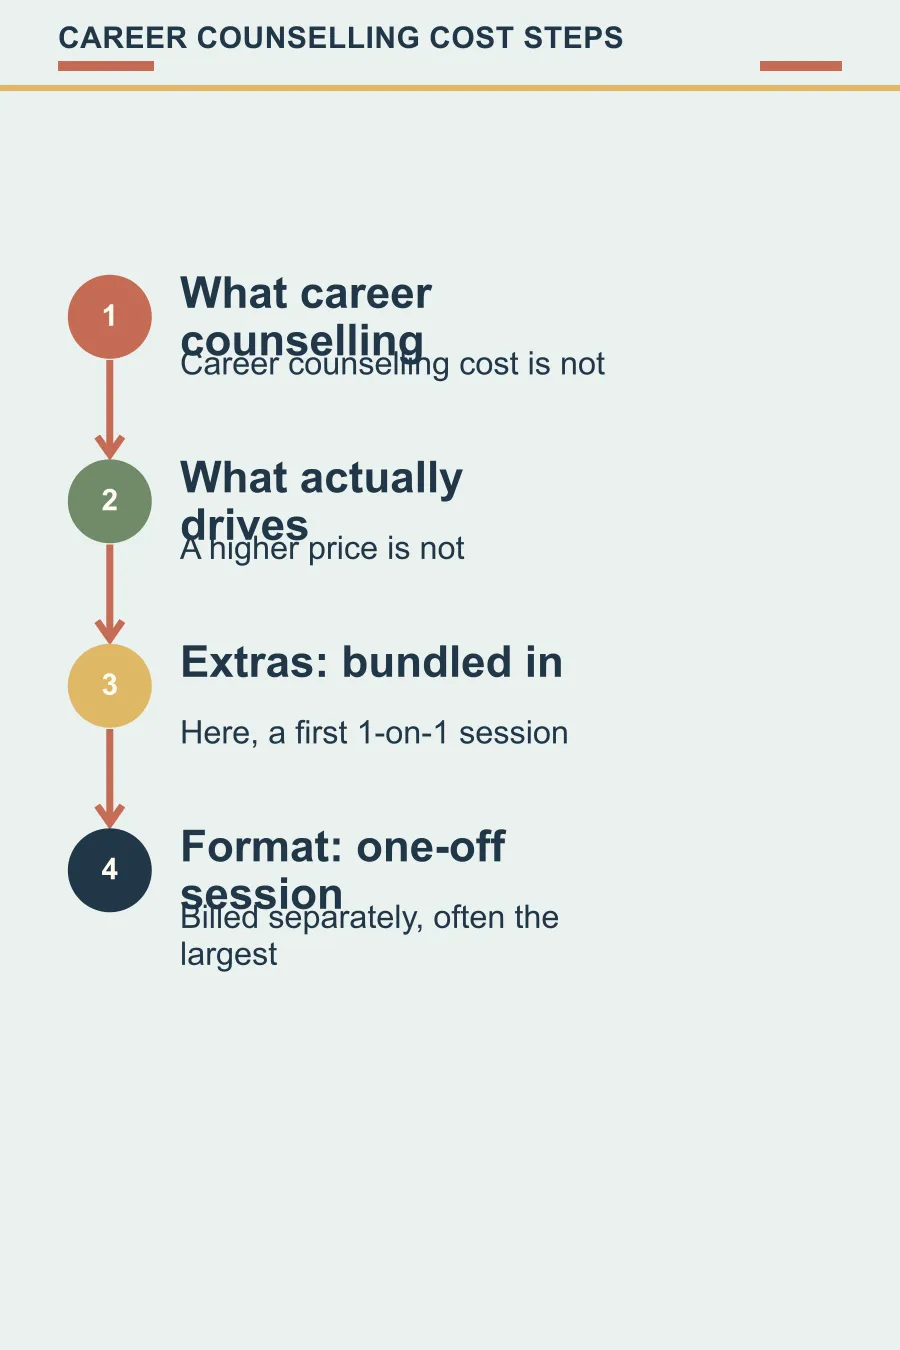 CAREER COUNSELLING COST STEPS
1
What career
counselling
Career counselling cost is not
2
What actually
drives
A higher price is not
3
Extras: bundled in
Here, a first 1-on-1 session
4
Format: one-off
session
Billed separately, often the
largest